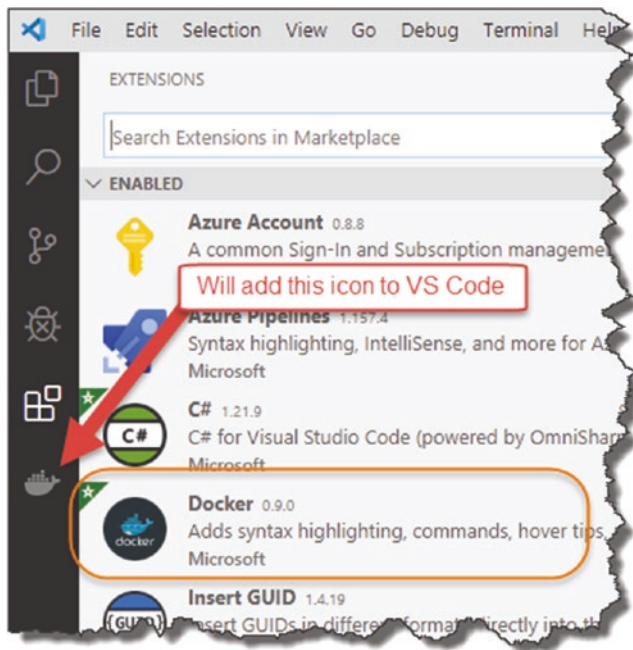 File Edit Selection View Go Debug Terminal Help
EXTENSIONS
Search Extensions in Marketplace
ENABLED
Azure Account 0.8.8
A common Sign-In and Subscription
Will add this icon to VS Code
Azure Pipelines 1.157.4
Syntax highlighting, IntelliSense, and more for
Microsoft
C#
C# 1.21.9
C# for Visual Studio Code (powered by
Microsoft
docker
Docker 0.9.0
Adds syntax highlighting, commands, hover tips,
Microsoft
{GUID}
Insert GUID 1.4.19
Insert GUIDs in different directly into